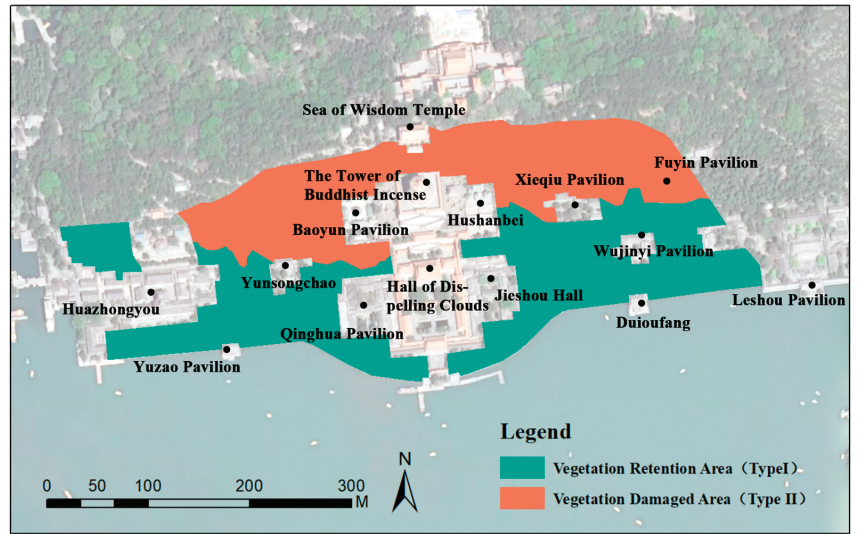 Sea of Wisdom Temple
The Tower of
Buddhist Incense
Xieqiu Pavilion
Fuyin Pavilion
Baoyun Pavilion
Hushanbei
Wujinyi Pavilion
Yunsongchao
Hall of Dis-
pelling Clouds
Jieshou Hall
Leshou Pavilion
Huazhongyou
Qinghua Pavilion
Duioufang
Yuzao Pavilion
Legend
Vegetation Retention Area（TypeI）
Vegetation Damaged Area（Type II）
N
0 50 100 200 300
M